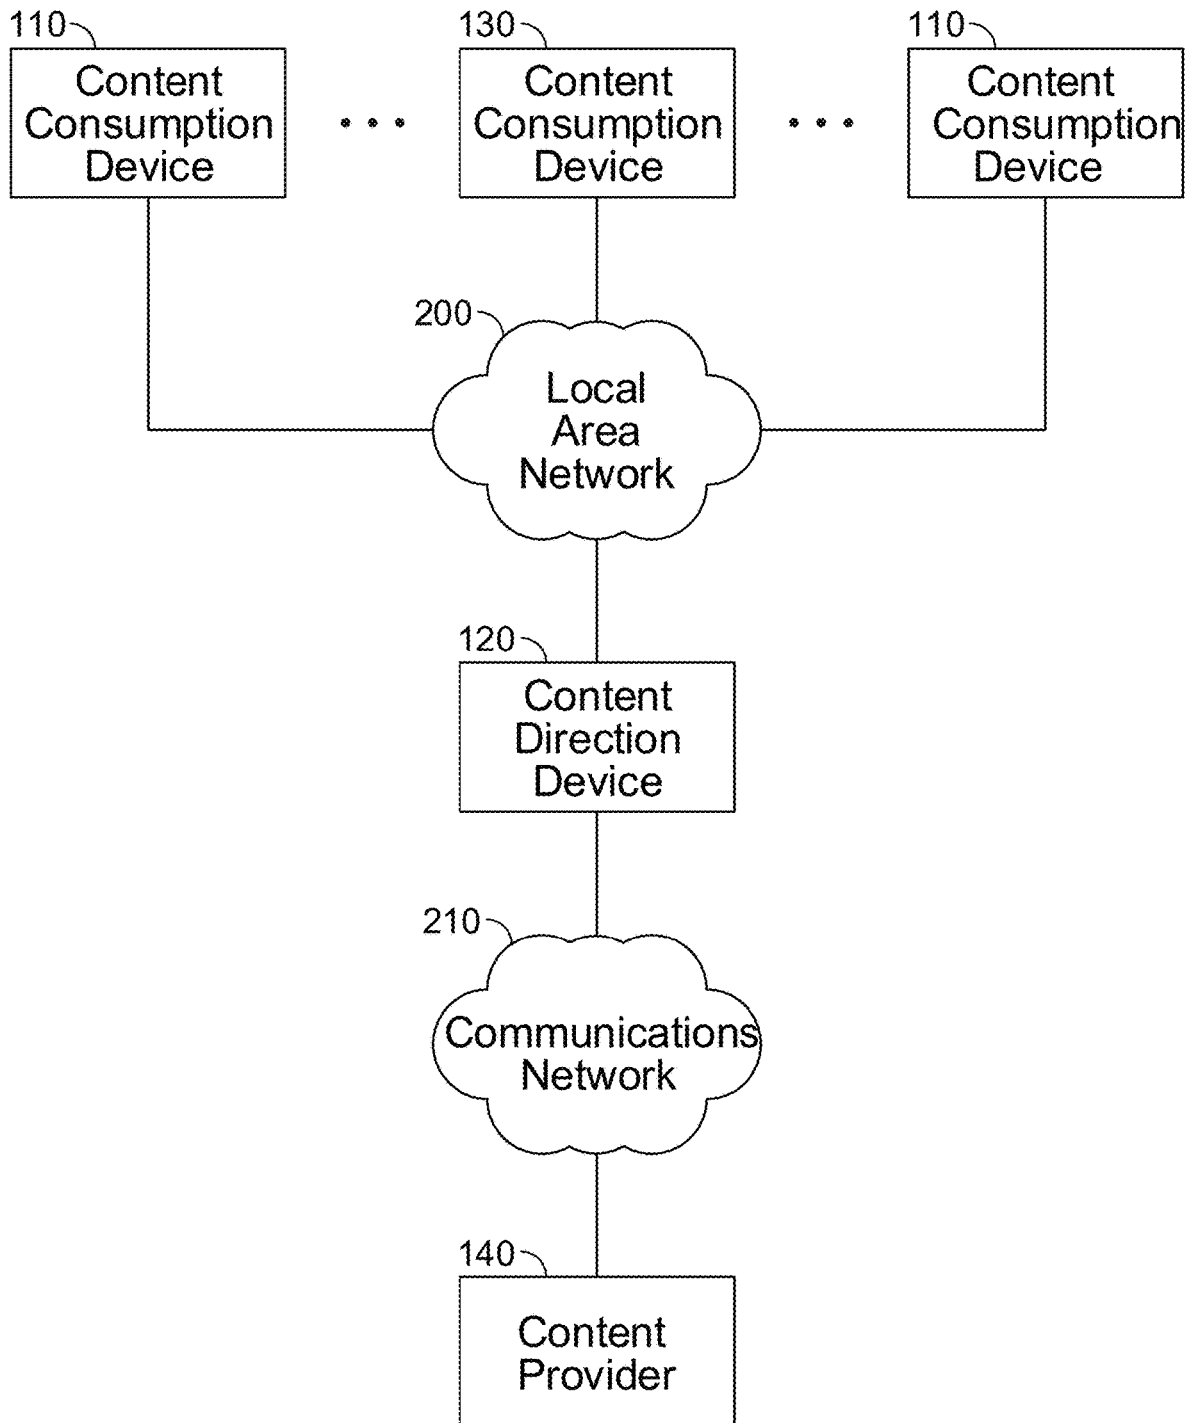 110
130
110
Content
Consumption
Device
Content
Consumption
Device
Content
Consumption
Device
200
Local
Area
Network
120
Content
Direction
Device
210
Communications
Network
140
Content
Provider